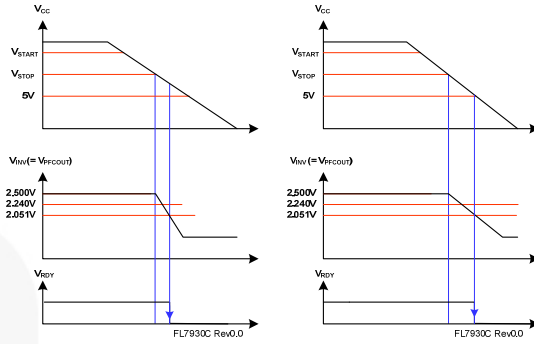 VCC
VSTART
VSTOP
5V
VINV(=VPFCOUT)
2.500V
2.240V
2.051V
VRDY
FL7930C Rev0.0
VCC
VSTART
VSTOP
5V
VINV(=VPFCOUT)
2.500V
2.240V
2.051V
VRDY
FL7930C Rev0.0